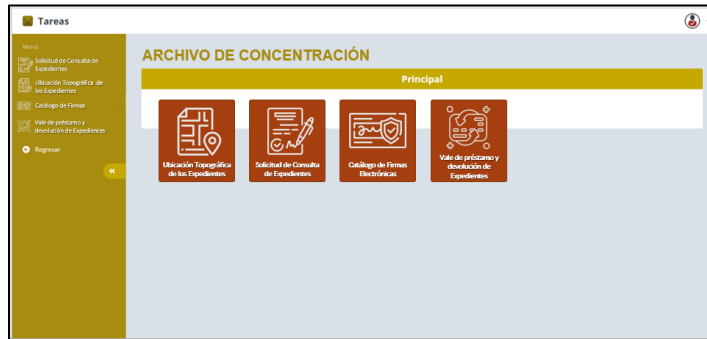 Tareas
Menú
Solicitud de Consulta de
Expedientes
Ubicación Topográfica de
los Expedientes
Catálogo de Firmas
Vale de préstamo y
devolución de Expedientes
Regresar
ARCHIVO DE CONCENTRACIÓN
Principal
Ubicación Topográfica
de los Expedientes
Solicitud de Consulta
de Expedientes
Catálogo de Firmas
Electrónicas
Vale de préstamo y
devolución de
Expedientes